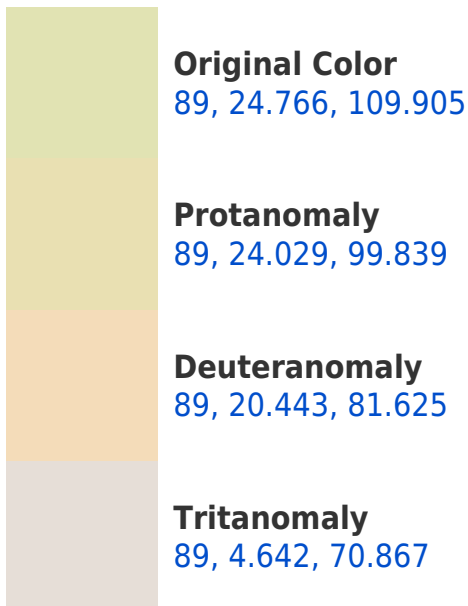 Original Color
89, 24.766, 109.905
Protanomaly
89, 24.029, 99.839
Deuteranomaly
89, 20.443, 81.625
Tritanomaly
89, 4.642, 70.867